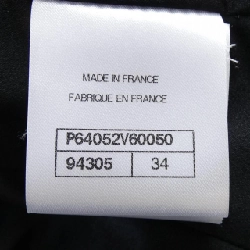 MADE IN FRANCE
FABRIQUE EN FRANCE
P64052V60050
94305 34